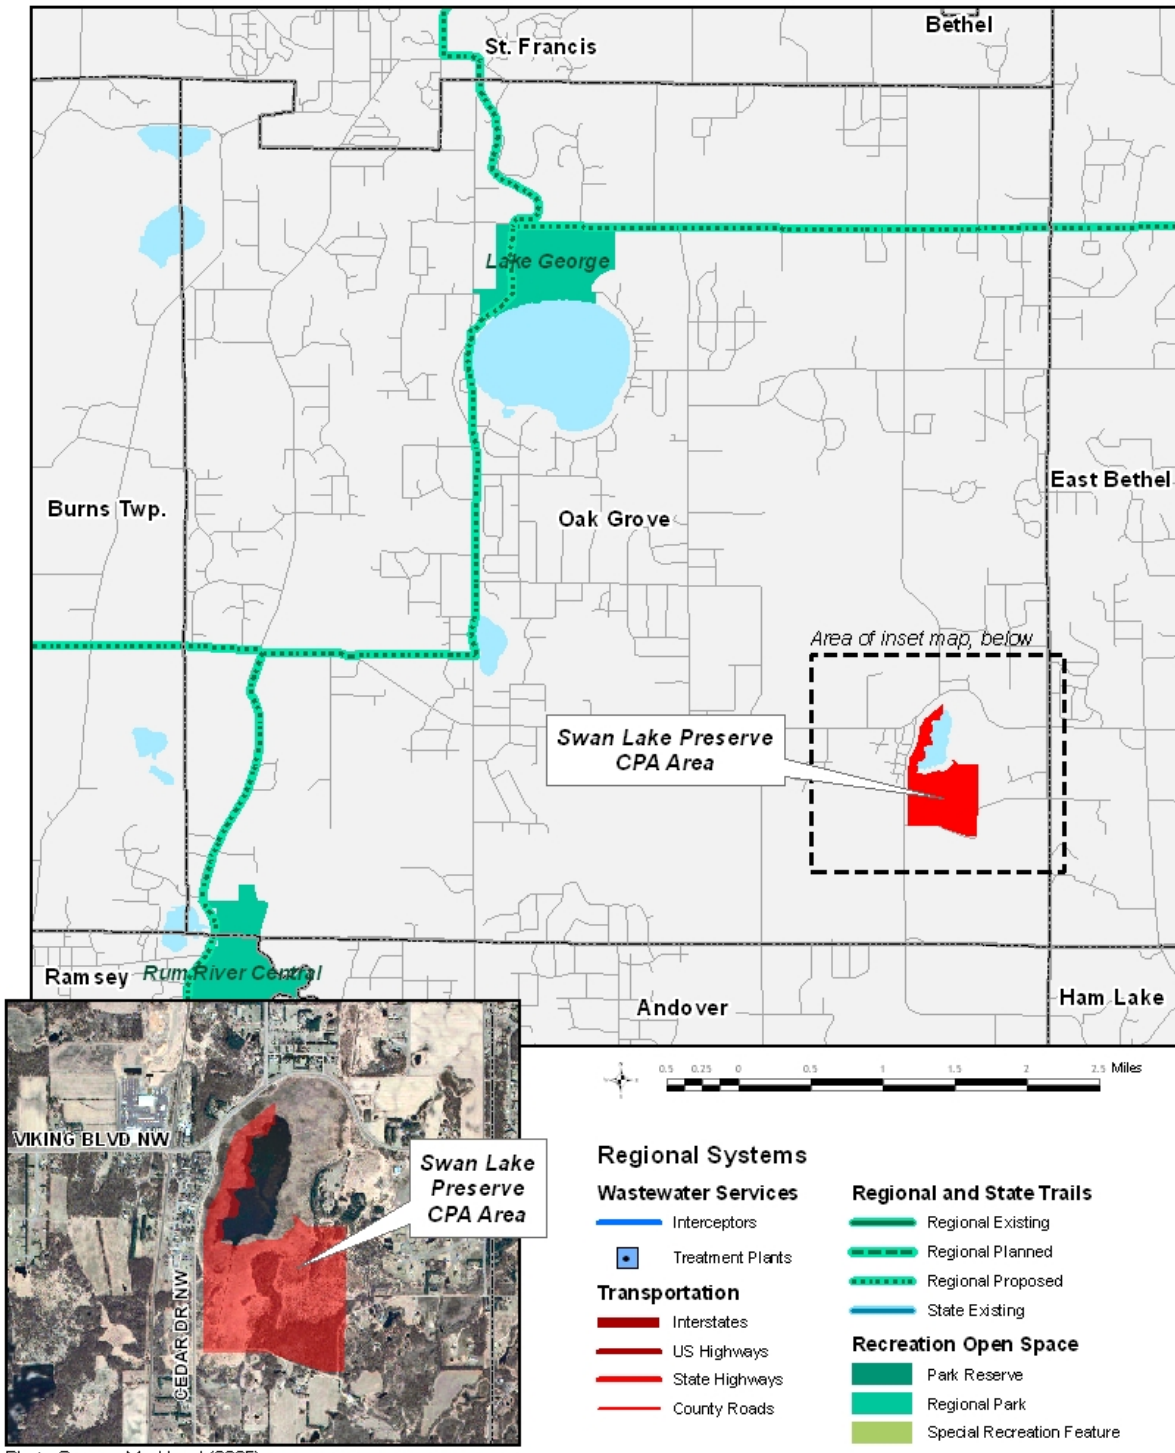 St. Francis
Bethel
Lake George
Burns Twp.
Oak Grove
East Bethel
Area of inset map, below
Swan Lake Preserve
CPA Area
Ramsey
Rum River Central
Andover
Ham Lake
0.5 0.25 0 0.5 1 1.5 2 2.5 Miles
VIKING BLVD NW
CEDAR DR NW
Swan Lake
Preserve
CPA Area
Regional Systems
Wastewater Services
Interceptors
Treatment Plants
Transportation
Interstates
US Highways
State Highways
County Roads
Regional and State Trails
Regional Existing
Regional Planned
Regional Proposed
State Existing
Recreation Open Space
Park Reserve
Regional Park
Special Recreation Feature